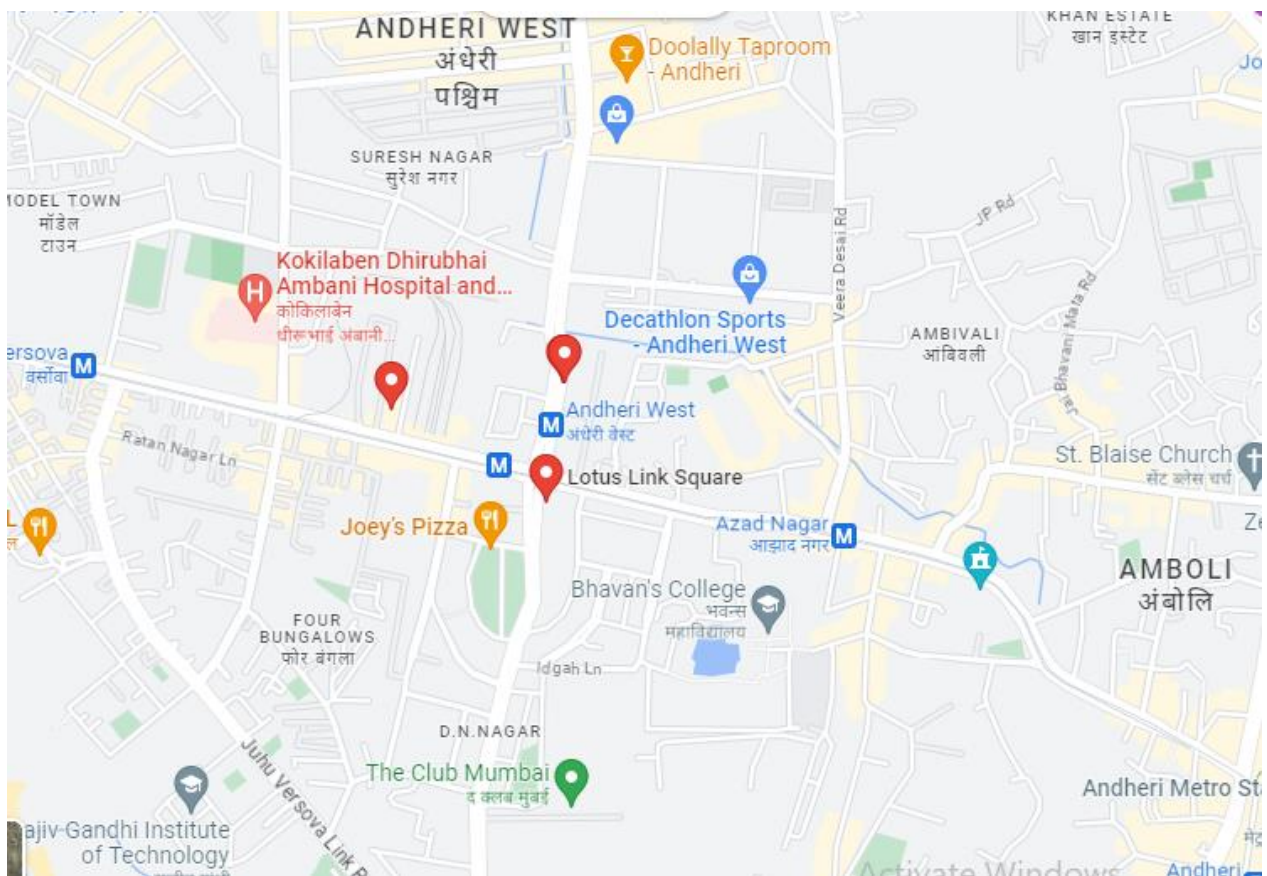 ANDHERI WEST
अंधेरी
पश्चिम
Doolally Taproom
- Andheri
KHAN ESTATE
खान इस्टेट
Jo
SURESH NAGAR
सुरेश नगर
MODEL TOWN
मॉडेल
टाउन
JP Rd
Veera Desai Rd
Jai Bhavani Mata Rd
Kokilaben Dhirubhai
Ambani Hospital and...
कोकिलाबेन
धीरूभाई अंबानी...
Decathlon Sports
- Andheri West
AMBIVALI
आंबिवली
ersova
वर्सोवा
M
Andheri West
अंधेरी वेस्ट
M
Ratan Nagar Ln
M
Lotus Link Square
St. Blaise Church
सेंट ब्लेस चर्च
L
ल
Joey's Pizza
Azad Nagar
आझाद नगर
M
Ze
AMBOLI
अंबोलि
Bhavan's College
भवन्स
महाविद्यालय
FOUR
BUNGALOWS
फोर बंगला
Idgah Ln
D.N.NAGAR
The Club Mumbai
द क्लब मुंबई
Juhu Versova Link R
Andheri Metro Sta
मेट्र
ajiv Gandhi Institute
of Technology
Activate Windows
Andheri